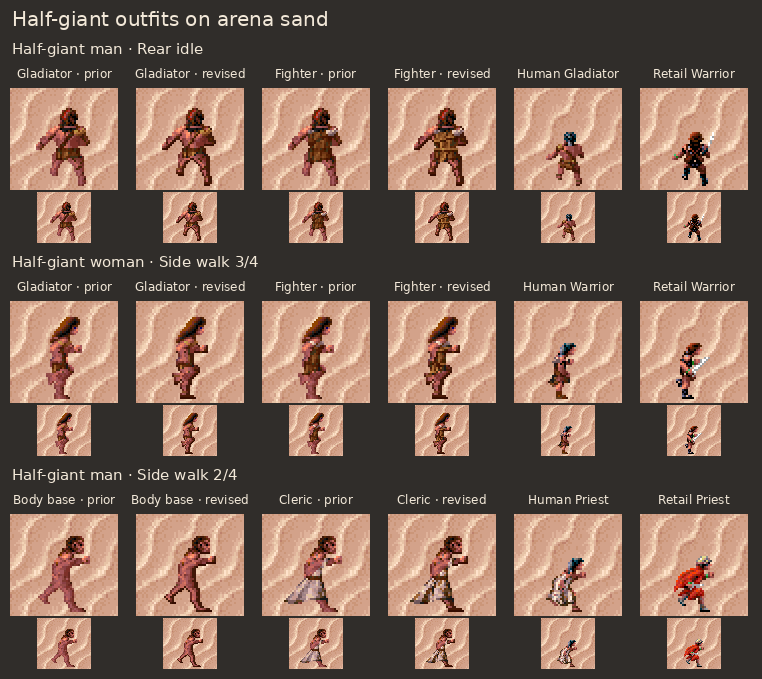 Half-giant outfits on arena sand
Half-giant man · Rear idle
Gladiator · prior Gladiator · revised Fighter · prior Fighter · revised Human Gladiator Retail Warrior
Half-giant woman · Side walk 3/4
Gladiator · prior Gladiator · revised Fighter · prior Fighter · revised Human Warrior Retail Warrior
Half-giant man · Side walk 2/4
Body base · prior Body base · revised Cleric · prior Cleric · revised Human Priest Retail Priest